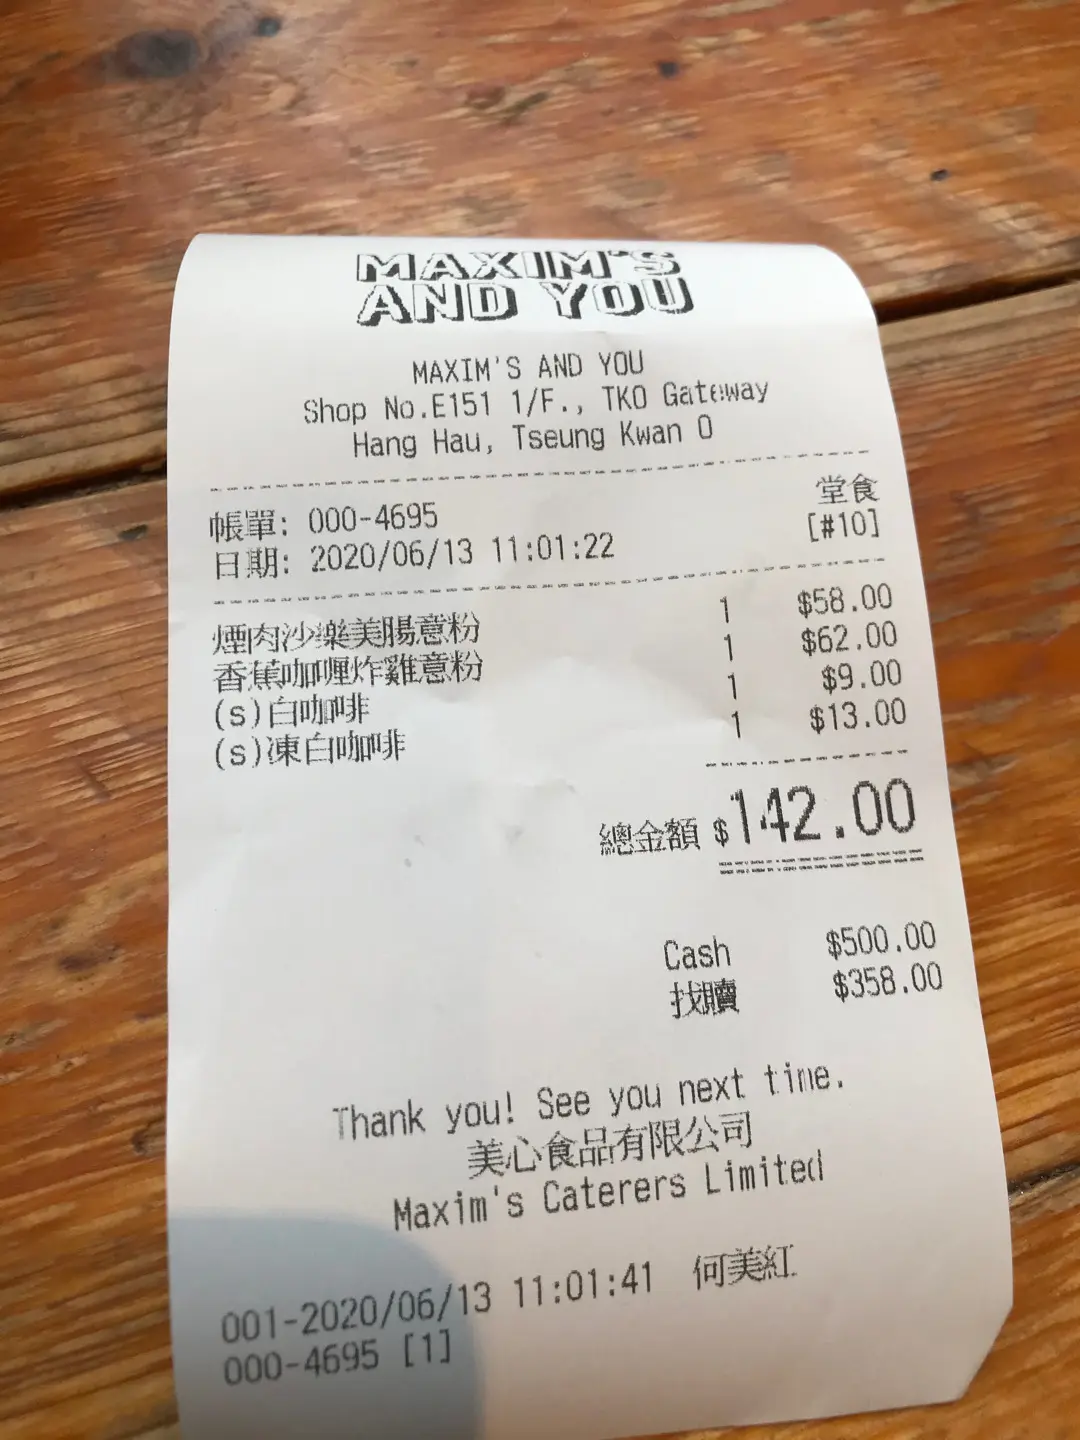 MAXIM'S
AND YOU
MAXIM'S AND YOU
Shop No.E151 1/F., TKO Gateway
Hang Hau, Tseung Kwan O
帳單: 000-4695 堂食
日期: 2020/06/13 11:01:22 [#10]
煙肉沙樂美腸意粉 1 $58.00
香蕉咖喱炸雞意粉 1 $62.00
(s)白咖啡 1 $9.00
(s)凍白咖啡 1 $13.00
總金額 $142.00
Cash $500.00
找贖 $358.00
Thank you! See you next time.
美心食品有限公司
Maxim's Caterers Limited
001-2020/06/13 11:01:41 何美紅
000-4695 [1]